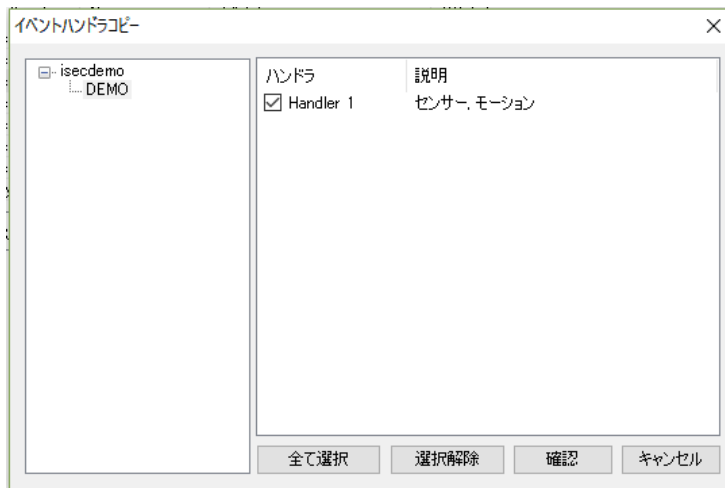 イベントハンドラコピー
isecdemo
DEMO
ハンドラ 説明
Handler 1 センサー, モーション
全て選択 選択解除 確認 キャンセル